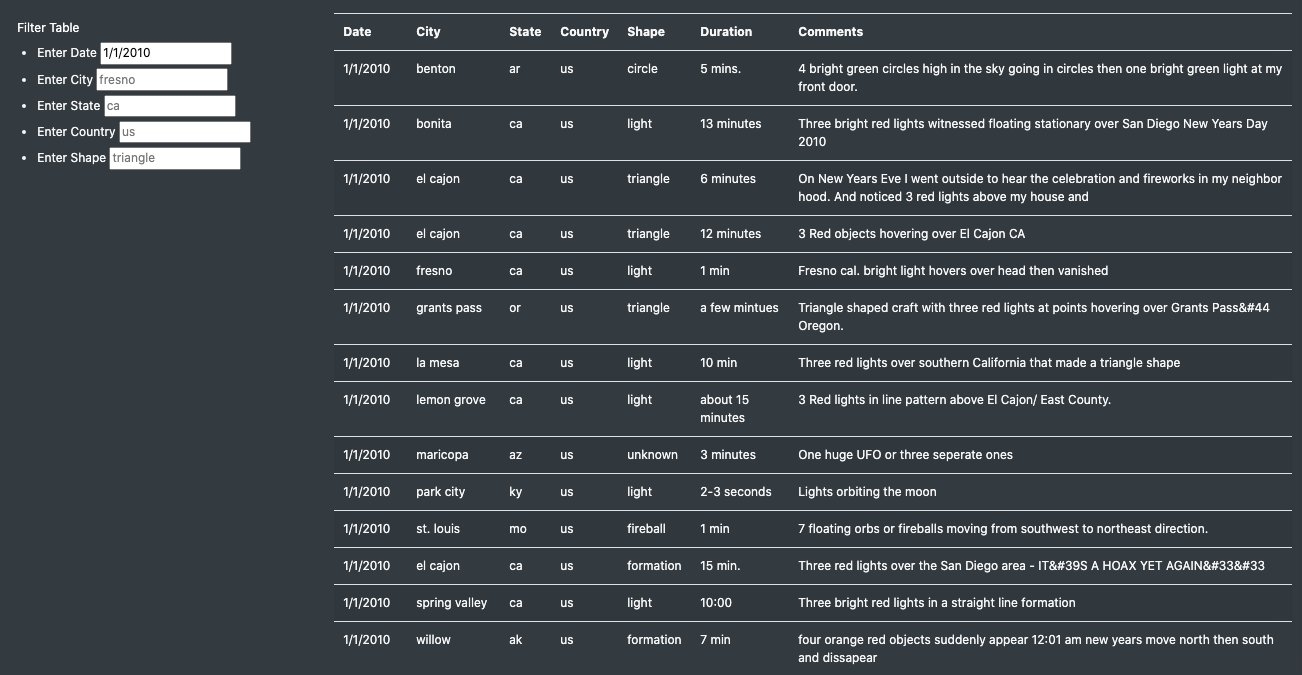 Filter Table
Enter Date 1/1/2010
Enter City fresno
Enter State ca
Enter Country us
Enter Shape triangle
Date City State Country Shape Duration Comments
1/1/2010 benton ar us circle 5 mins. 4 bright green circles high in the sky going in circles then one bright green light at my
front door.
1/1/2010 bonita ca us light 13 minutes Three bright red lights witnessed floating stationary over San Diego New Years Day
2010
1/1/2010 el cajon ca us triangle 6 minutes On New Years Eve I went outside to hear the celebration and fireworks in my neighbor
hood. And noticed 3 red lights above my house and
1/1/2010 el cajon ca us triangle 12 minutes 3 Red objects hovering over El Cajon CA
1/1/2010 fresno ca us light 1 min Fresno cal. bright light hovers over head then vanished
1/1/2010 grants pass or us triangle a few mintues Triangle shaped craft with three red lights at points hovering over Grants Pass&#44
Oregon.
1/1/2010 la mesa ca us light 10 min Three red lights over southern California that made a triangle shape
1/1/2010 lemon grove ca us light about 15 3 Red lights in line pattern above El Cajon/ East County.
minutes
1/1/2010 maricopa az us unknown 3 minutes One huge UFO or three seperate ones
1/1/2010 park city ky us light 2-3 seconds Lights orbiting the moon
1/1/2010 st. louis mo us fireball 1 min 7 floating orbs or fireballs moving from southwest to northeast direction.
1/1/2010 el cajon ca us formation 15 min. Three red lights over the San Diego area - IT&#39S A HOAX YET AGAIN&#33&#33
1/1/2010 spring valley ca us light 10:00 Three bright red lights in a straight line formation
1/1/2010 willow ak us formation 7 min four orange red objects suddenly appear 12:01 am new years move north then south
and dissapear